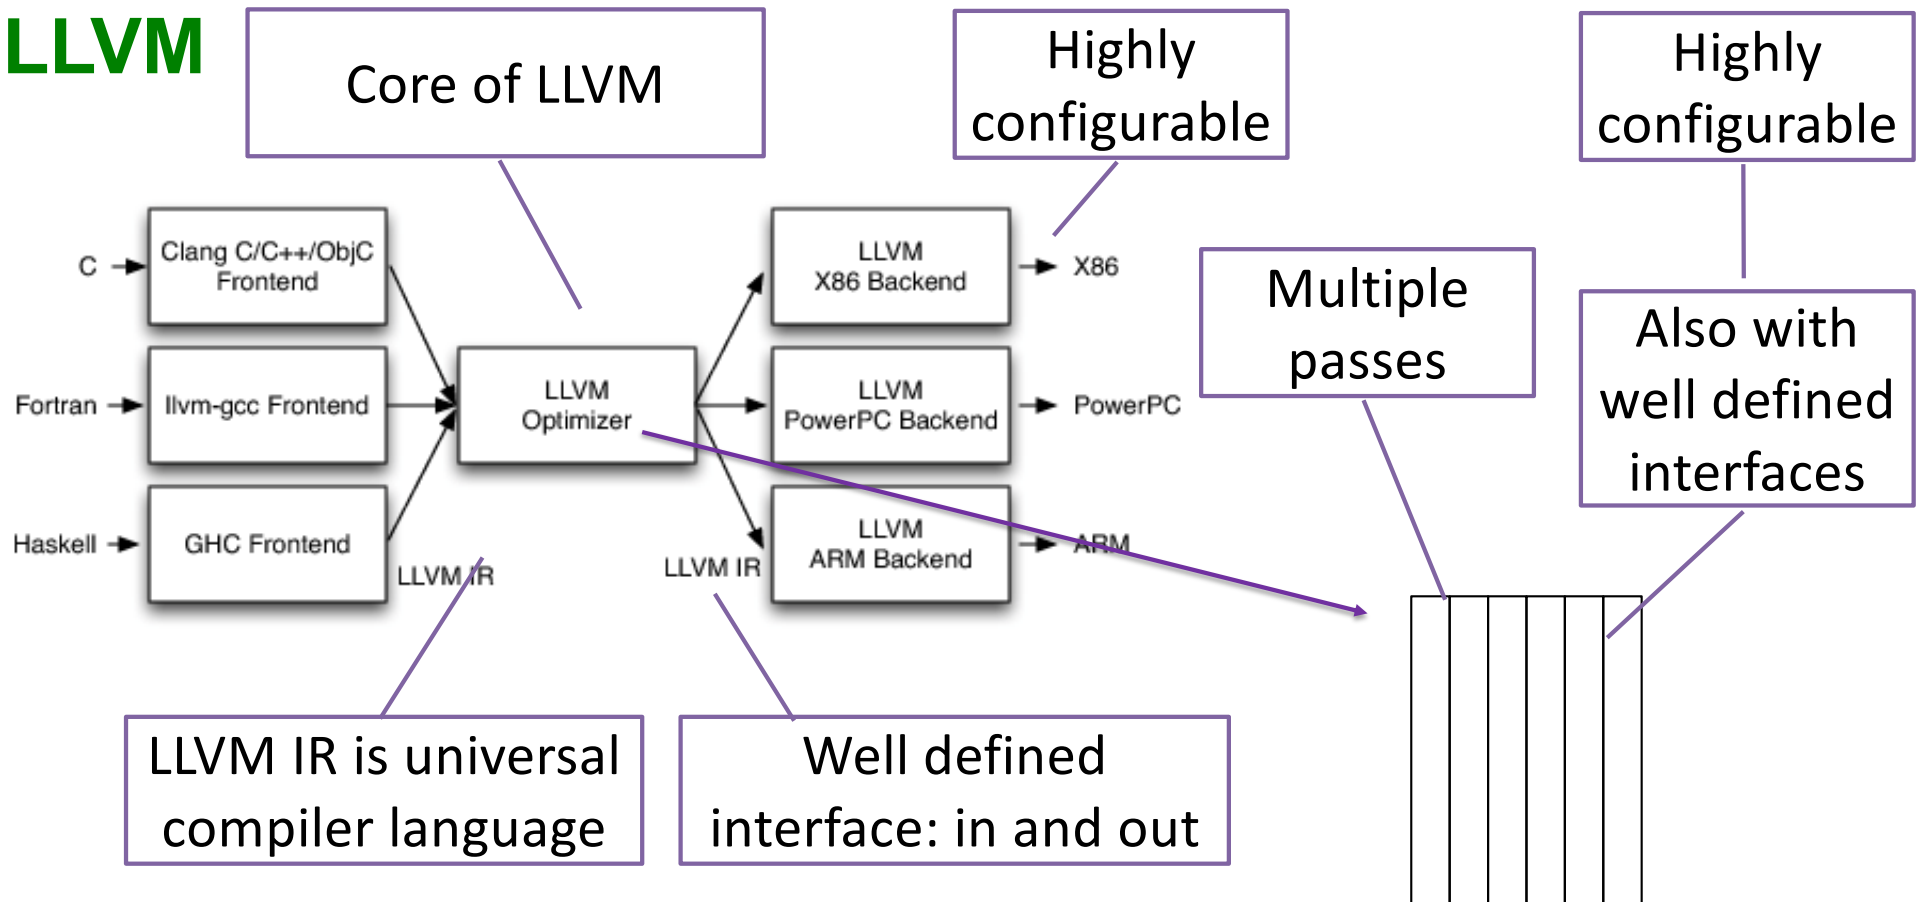 LLVM
Core of LLVM
Highly
configurable
Highly
configurable
C
Clang C/C++/ObjC
Frontend
LLVM
X86 Backend
X86
Multiple
passes
Also with
well defined
interfaces
Fortran
llvm-gcc Frontend
LLVM
Optimizer
LLVM
PowerPC Backend
PowerPC
Haskell
GHC Frontend
LLVM IR
LLVM IR
LLVM
ARM Backend
ARM
LLVM IR is universal
compiler language
Well defined
interface: in and out